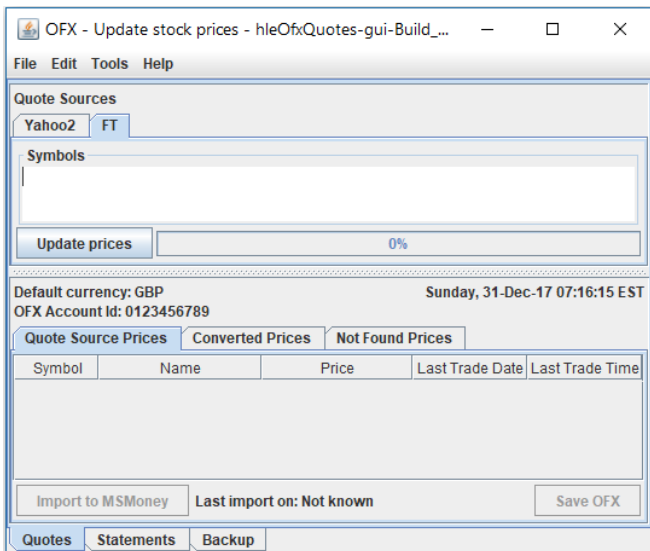 OFX - Update stock prices - hleOfxQuotes-gui-Build_...
File Edit Tools Help
Quote Sources
Yahoo2 FT
Symbols
Update prices 0%
Default currency: GBP Sunday, 31-Dec-17 07:16:15 EST
OFX Account Id: 0123456789
Quote Source Prices Converted Prices Not Found Prices
Symbol Name Price Last Trade Date Last Trade Time
Import to MSMoney Last import on: Not known Save OFX
Quotes Statements Backup